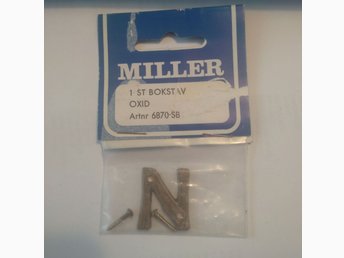 MILLER
1 ST BOKSTAV
OXID
Artnr 6870-SB
N